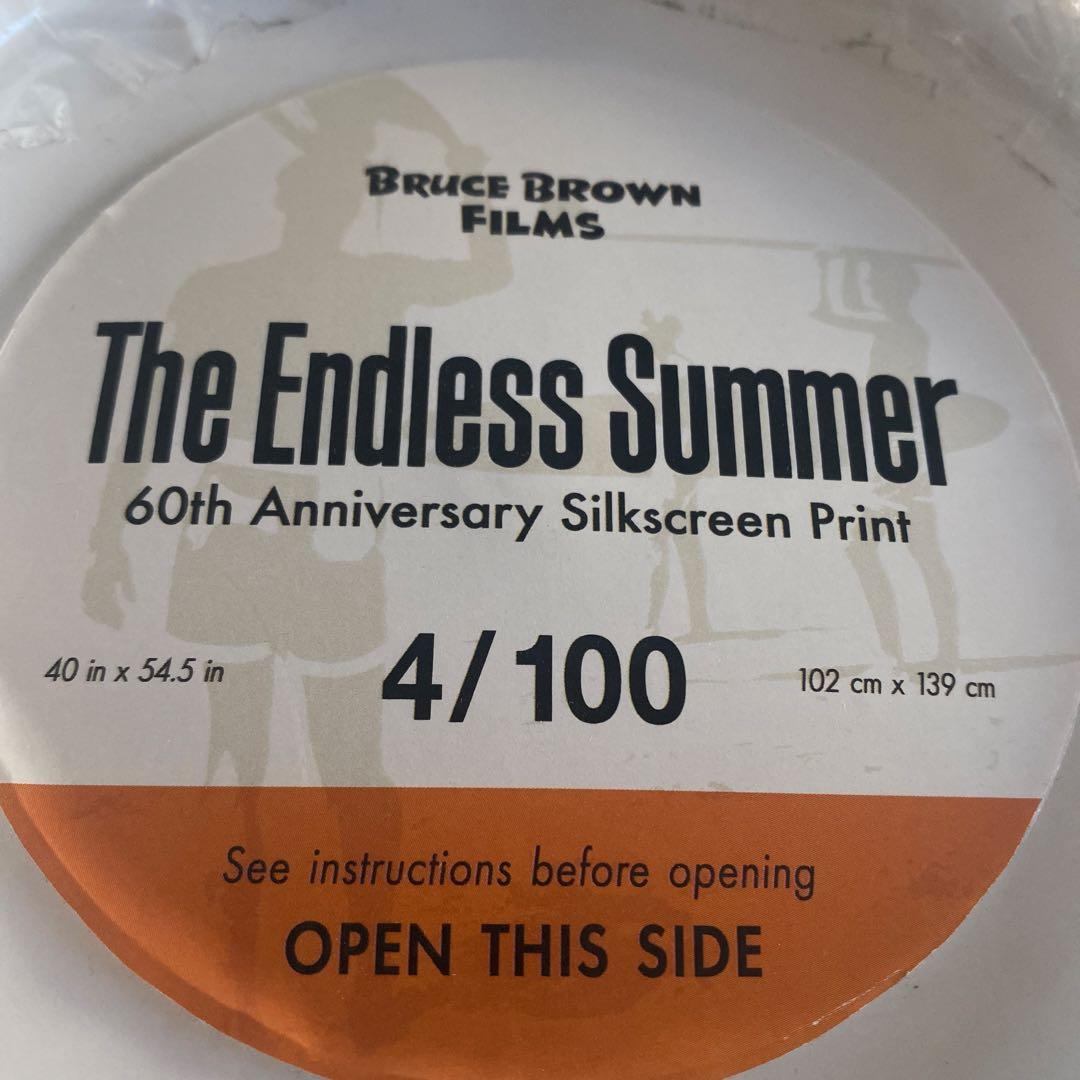 BRUCE BROWN
FILMS
The Endless Summer
60th Anniversary Silkscreen Print
40 in x 54.5 in
4/100
102 cm x 139 cm
See instructions before opening
OPEN THIS SIDE